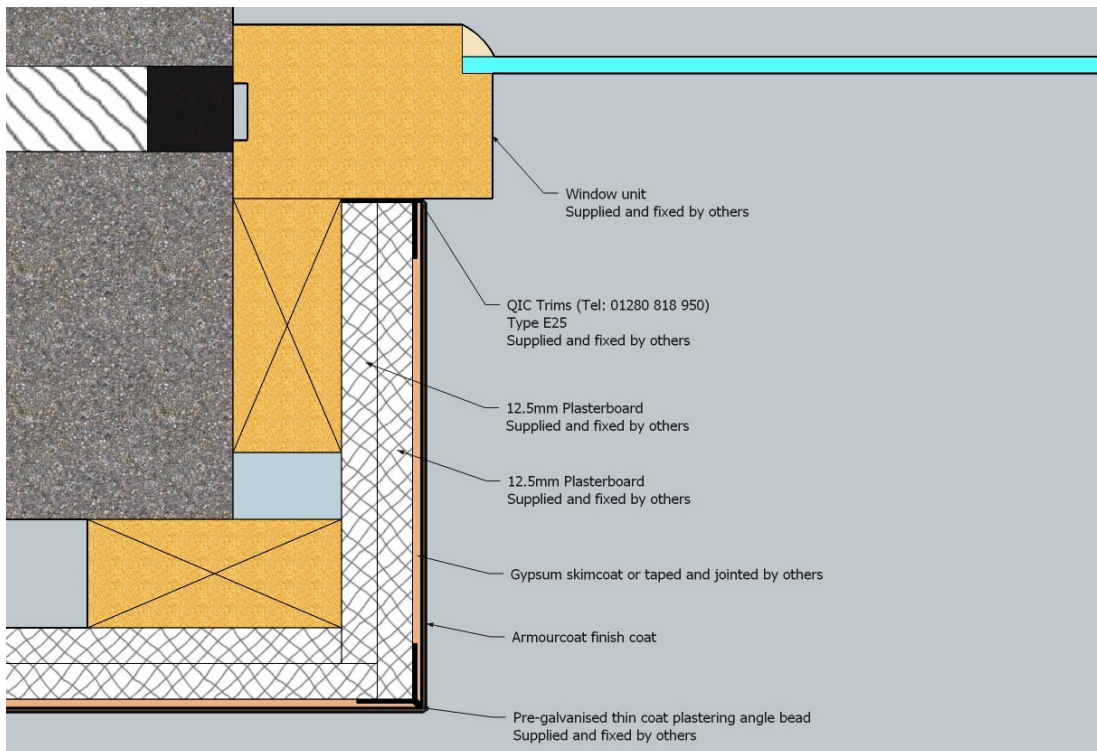 Window unit
Supplied and fixed by others
QIC Trims (Tel: 01280 818 950)
Type E25
Supplied and fixed by others
12.5mm Plasterboard
Supplied and fixed by others
12.5mm Plasterboard
Supplied and fixed by others
Gypsum skimcoat or taped and jointed by others
Armourcoat finish coat
Pre-galvanised thin coat plastering angle bead
Supplied and fixed by others